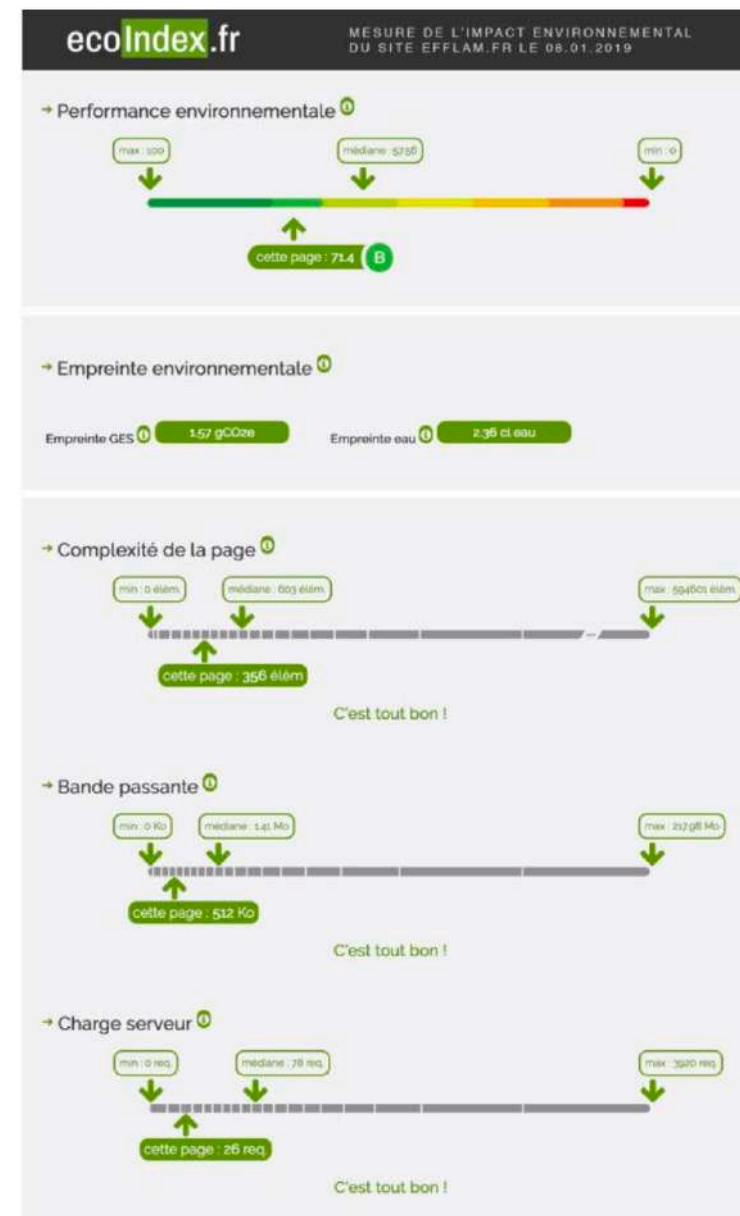 ecoIndex.fr
MESURE DE L'IMPACT ENVIRONNEMENTAL
DU SITE EFFLAM.FR LE 08.01.2019
→ Performance environnementale
max : 100
médiane : 57.56
min : 0
cette page : 71.4 B
→ Empreinte environnementale
Empreinte GES 1.57 gCO2e
Empreinte eau 2.36 cl eau
→ Complexité de la page
min : 0 élém.
médiane : 603 élém.
max : 594601 élém.
cette page : 356 élém
C'est tout bon !
→ Bande passante
min : 0 Ko
médiane : 1.41 Mo
max : 217.98 Mo
cette page : 512 Ko
C'est tout bon !
→ Charge serveur
min : 0 req.
médiane : 78 req.
max : 3920 req.
cette page : 26 req.
C'est tout bon !